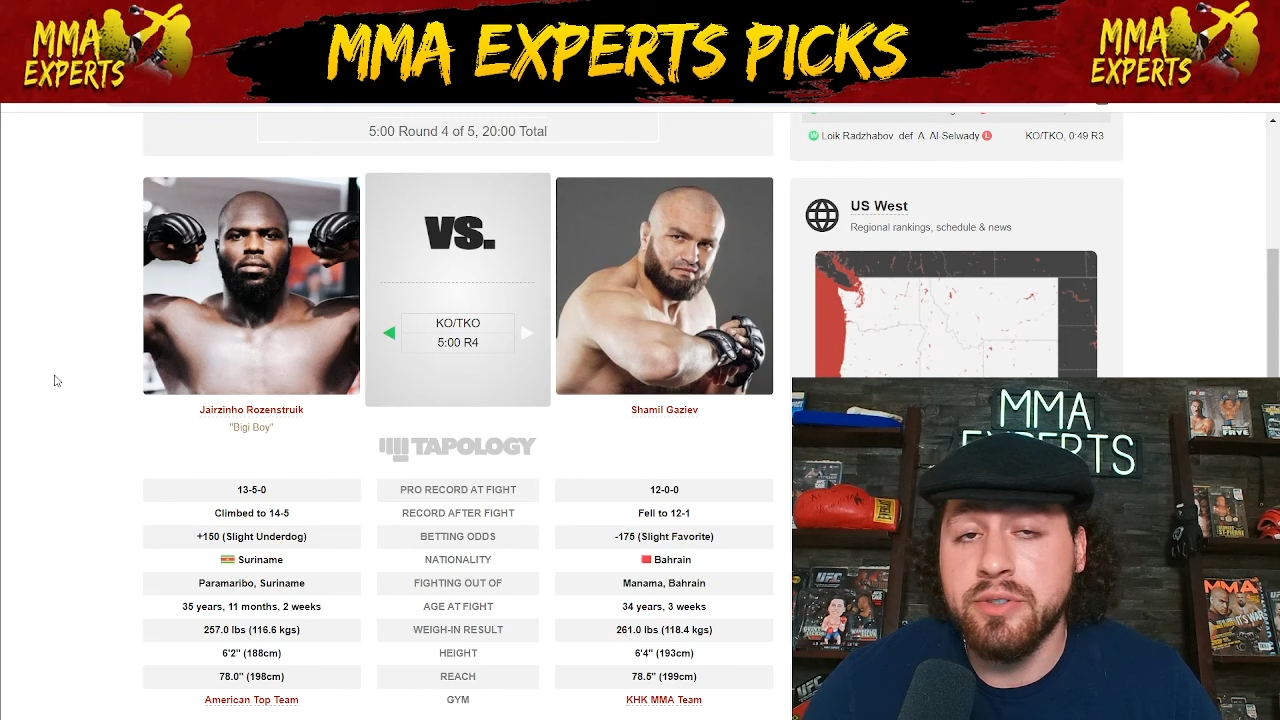 MMA
EXPERTS
MMA EXPERTS PICKS
MMA
EXPERTS
5:00 Round 4 of 5, 20:00 Total
W Loik Radzhabov def A. Al-Selwady L KO/TKO, 0:49 R3
US West
Regional rankings, schedule & news
VS.
KO/TKO
5:00 R4
Jairzinho Rozenstruik
"Bigi Boy"
Shamil Gaziev
TAPOLOGY
13-5-0 PRO RECORD AT FIGHT 12-0-0
Climbed to 14-5 RECORD AFTER FIGHT Fell to 12-1
+150 (Slight Underdog) BETTING ODDS -175 (Slight Favorite)
Suriname NATIONALITY Bahrain
Paramaribo, Suriname FIGHTING OUT OF Manama, Bahrain
35 years, 11 months, 2 weeks AGE AT FIGHT 34 years, 3 weeks
257.0 lbs (116.6 kgs) WEIGH-IN RESULT 261.0 lbs (118.4 kgs)
6'2" (188cm) HEIGHT 6'4" (193cm)
78.0" (198cm) REACH 78.5" (199cm)
American Top Team GYM KHK MMA Team
MMA
EXPERTS
FRYE
UFC
MMA
IT'S WAR
UFC